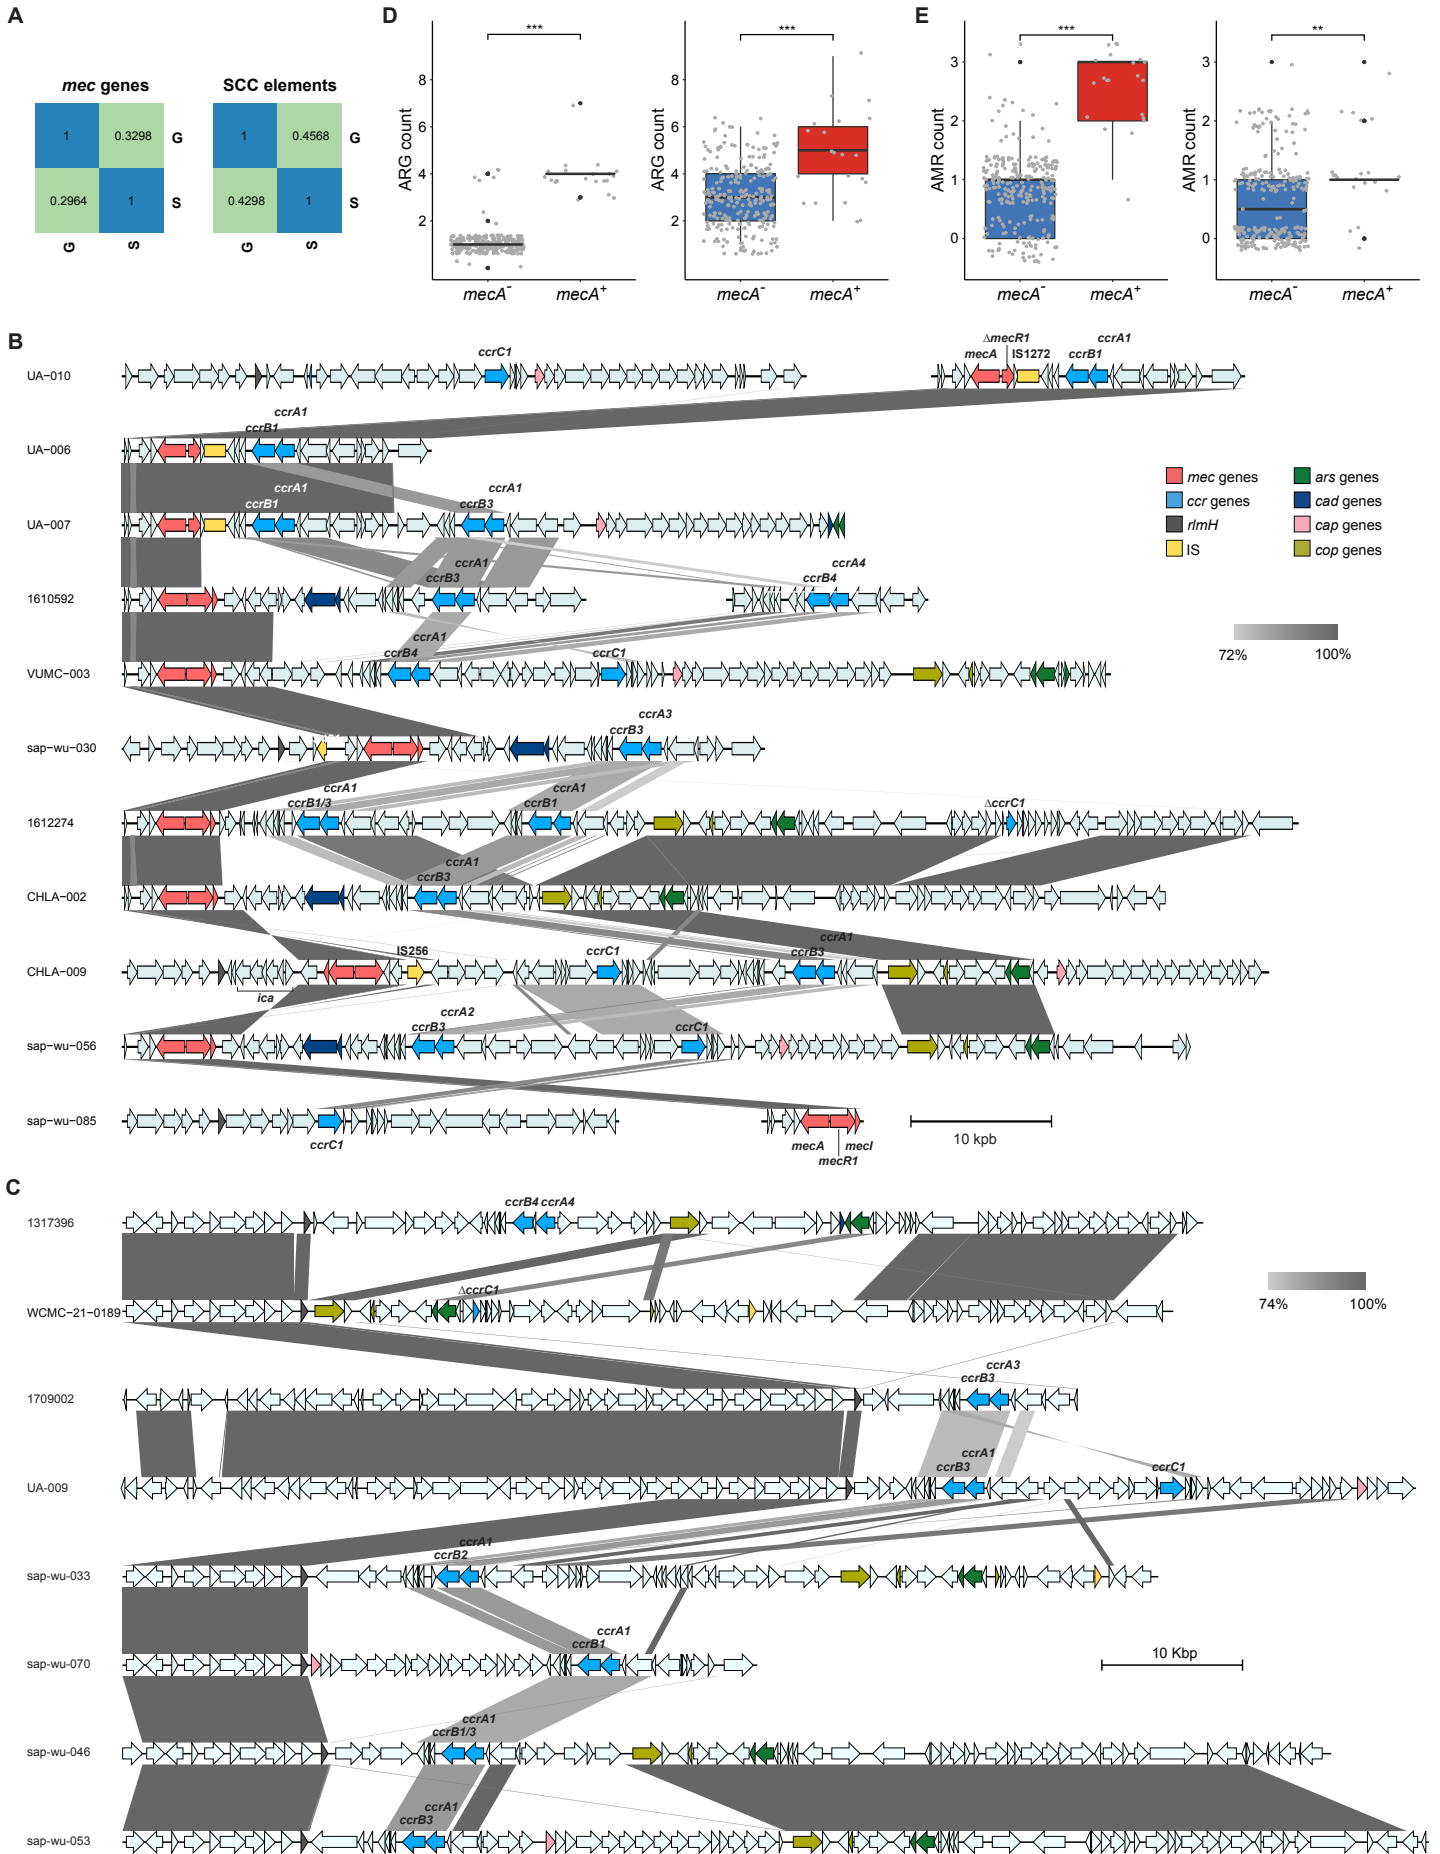 A
mec genes
1
0.3298
G
0.2964
1
S
G
S
SCC elements
1
0.4568
G
0.4298
1
S
G
S
D
ARG count
8
6
4
2
***
mecA-
mecA+
ARG count
8
6
4
2
***
mecA-
mecA+
E
AMR count
3
2
1
0
***
mecA-
mecA+
AMR count
3
2
1
0
**
mecA-
mecA+
B
UA-010
ccrC1
mecA
ΔmecR1
IS1272
ccrB1
ccrA1
UA-006
ccrA1
ccrB1
UA-007
ccrA1
ccrB1
ccrA1
ccrB3
1610592
ccrA1
ccrB3
ccrA4
ccrB4
VUMC-003
ccrA1
ccrB4
ccrC1
sap-wu-030
ccrA3
ccrB3
1612274
ccrA1
ccrB1/3
ccrA1
ccrB1
ΔccrC1
CHLA-002
ccrA1
ccrB3
CHLA-009
ica
IS256
ccrC1
ccrA1
ccrB3
sap-wu-056
ccrA2
ccrB3
ccrC1
sap-wu-085
ccrC1
mecA
mecR1
mecI
mec genes
ccr genes
rlmH
IS
ars genes
cad genes
cap genes
cop genes
72%
100%
10 kpb
C
1317396
ccrB4
ccrA4
WCMC-21-0189
ΔccrC1
1709002
ccrA3
ccrB3
UA-009
ccrA1
ccrB3
ccrC1
sap-wu-033
ccrA1
ccrB2
sap-wu-070
ccrA1
ccrB1
sap-wu-046
ccrA1
ccrB1/3
sap-wu-053
ccrA1
ccrB3
74%
100%
10 Kbp